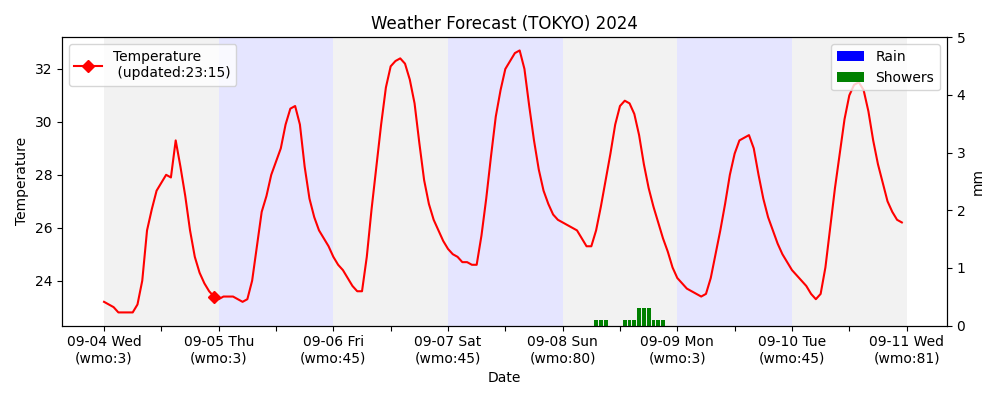 Weather Forecast (TOKYO) 2024
Temperature
(updated:23:15)
Rain
Showers
Temperature
32
30
28
26
24
5
4
3
2
1
0
mm
09-04 Wed
(wmo:3)
09-05 Thu
(wmo:3)
09-06 Fri
(wmo:45)
09-07 Sat
(wmo:45)
09-08 Sun
(wmo:80)
09-09 Mon
(wmo:3)
09-10 Tue
(wmo:45)
09-11 Wed
(wmo:81)
Date